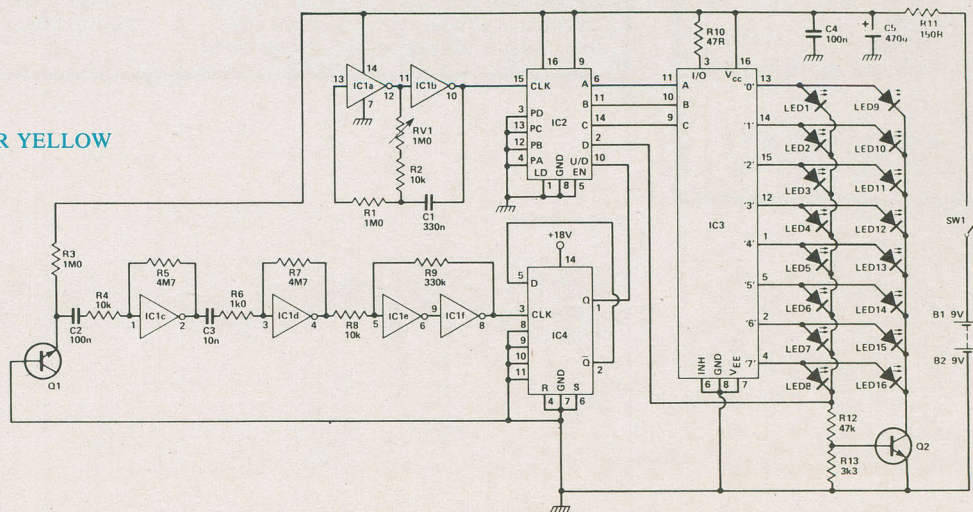 R YELLOW
R10
47R
C4
100n
C5
470u
R11
150R
14
13
IC1a
12
11
IC1b
10
7
RV1
1M0
R2
10k
R1
1M0
C1
330n
16
9
15
CLK
A
6
3
PD
B
11
13
PC
IC2
C
14
12
PB
D
2
4
PA
U/D
10
LD
GND
EN
1
8
5
3
16
I/O
Vcc
11
A
10
B
9
C
IC3
'0'
13
'1'
14
'2'
15
'3'
12
'4'
1
'5'
5
'6'
2
'7'
4
INH
GND
VEE
6
8
7
LED1
LED9
LED2
LED10
LED3
LED11
LED4
LED12
LED5
LED13
LED6
LED14
LED7
LED15
LED8
LED16
SW1
B1 9V
B2 9V
R3
1M0
R5
4M7
R7
4M7
R9
330k
C2
100n
R4
10k
1
IC1c
2
C3
10n
R6
1k0
3
IC1d
4
R8
10k
5
IC1e
6
9
IC1f
8
Q1
+18V
14
5
D
3
CLK
8
9
10
11
IC4
Q
1
Q
2
R
GND
S
4
7
6
R12
47k
R13
3k3
Q2